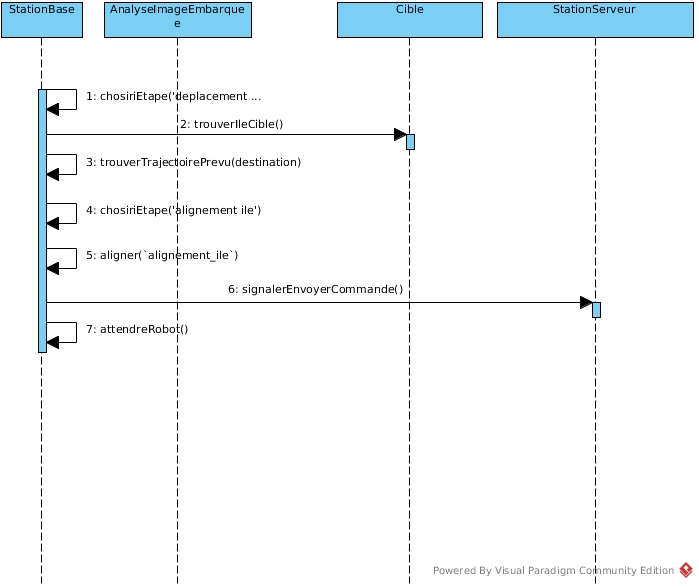 StationBase
AnalyseImageEmbarque
e
Cible
StationServeur
1: chosiriEtape('deplacement ...
2: trouverIleCible()
3: trouverTrajectoirePrevu(destination)
4: chosiriEtape('alignement ile')
5: aligner(`alignement_ile`)
6: signalerEnvoyerCommande()
7: attendreRobot()
Powered By Visual Paradigm Community Edition